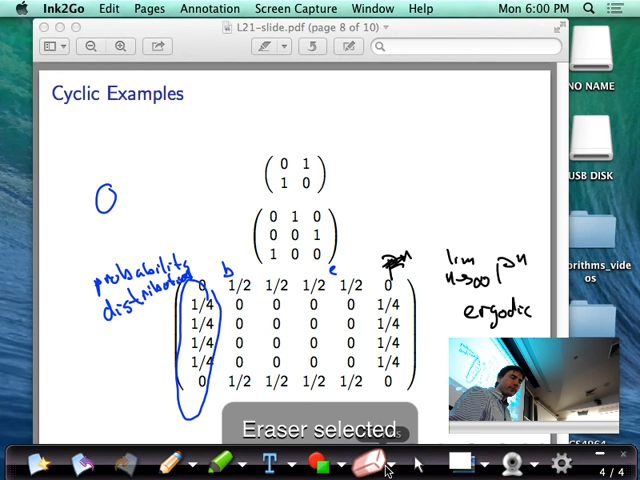 Ink2Go Edit Pages Annotation Screen Capture Window Help Mon 6:00 PM
L21-slide.pdf (page 8 of 10)
NO NAME
USB DISK
Cyclic Examples
0 1
1 0
0 1 0
0 0 1
1 0 0
0
probability
distribution
b e
0 1/2 1/2 1/2 1/2 0
1/4 0 0 0 0 1/4
1/4 0 0 0 0 1/4
1/4 0 0 0 0 1/4
1/4 0 0 0 0 1/4
0 1/2 1/2 1/2 1/2 0
lim
n→∞ pn
ergodic
Eraser selected
4 / 4